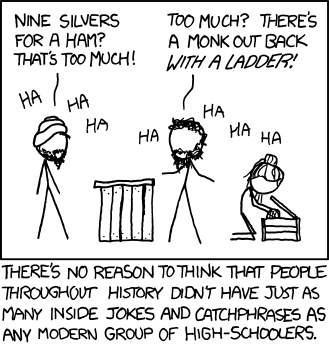 NINE SILVERS
FOR A HAM?
THAT'S TOO MUCH!
TOO MUCH? THERE'S
A MONK OUT BACK
WITH A LADDER!
HA
HA
HA
HA
HA
HA
HA
THERE'S NO REASON TO THINK THAT PEOPLE
THROUGHOUT HISTORY DIDN'T HAVE JUST AS
MANY INSIDE JOKES AND CATCHPHRASES AS
ANY MODERN GROUP OF HIGH-SCHOOLERS.